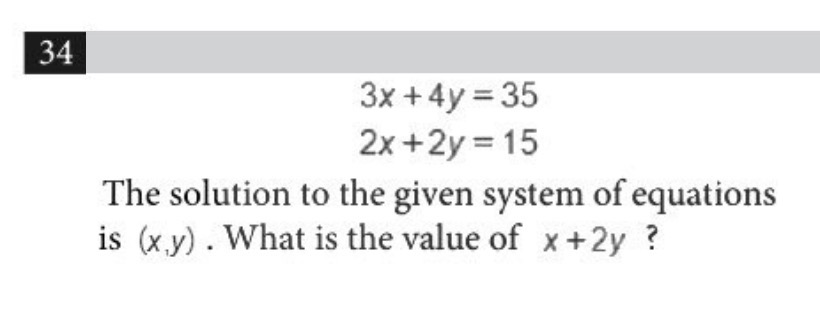 34
3x + 4y = 35
2x + 2y = 15
The solution to the given system of equations
is (x,y) . What is the value of x + 2y ?